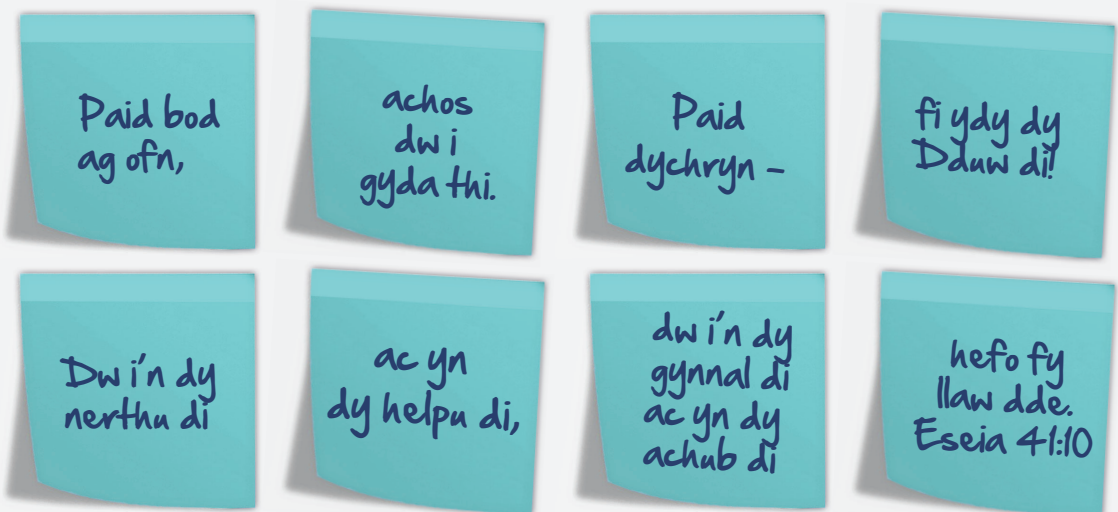 Paid bod
ag ofn,
achos
dw i
gyda thi.
Paid
dychryn –
fi ydy dy
Dduw di!
Dw i'n dy
nerthu di
ac yn
dy helpu di,
dw i'n dy
gynnal di
ac yn dy
achub di
hefo fy
llaw dde.
Eseia 41:10